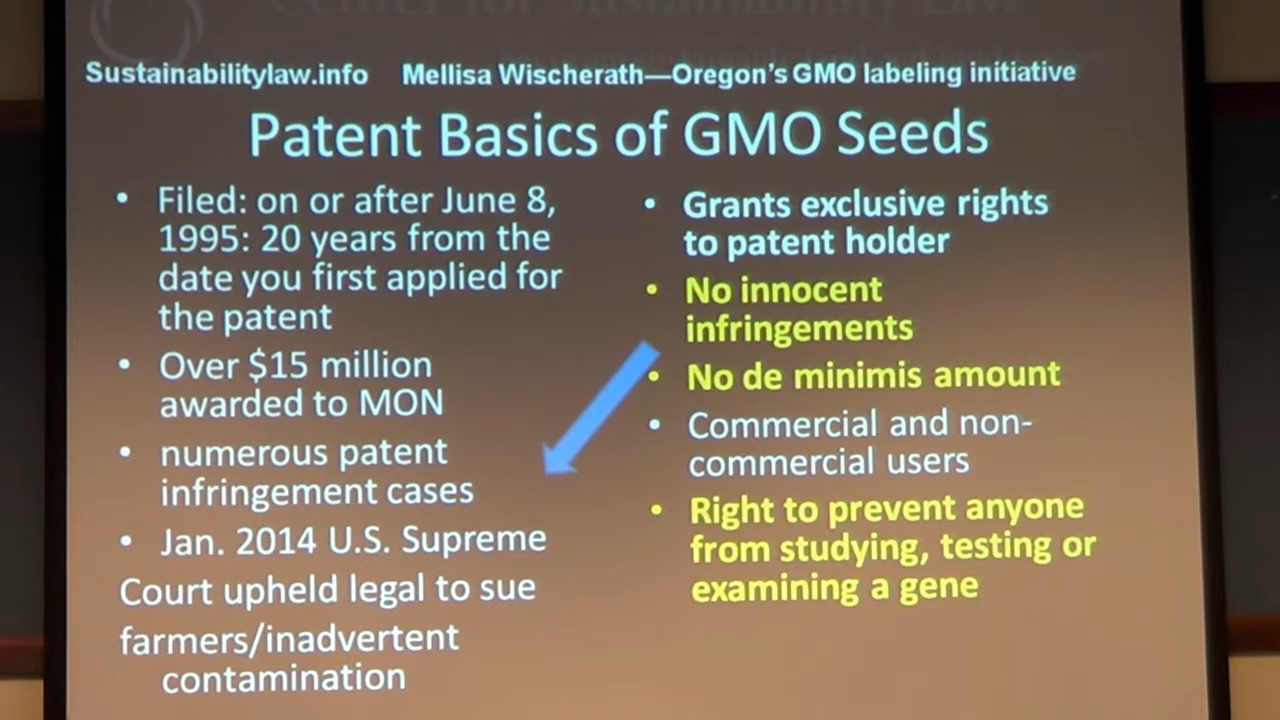 Center for Sustainability Law
Sustainabilitylaw.info Mellisa Wischerath—Oregon's GMO labeling initiative
Patent Basics of GMO Seeds
• Filed: on or after June 8,
1995: 20 years from the
date you first applied for
the patent
• Over $15 million
awarded to MON
• numerous patent
infringement cases
• Jan. 2014 U.S. Supreme
Court upheld legal to sue
farmers/inadvertent
contamination
• Grants exclusive rights
to patent holder
• No innocent
infringements
• No de minimis amount
• Commercial and non-
commercial users
• Right to prevent anyone
from studying, testing or
examining a gene